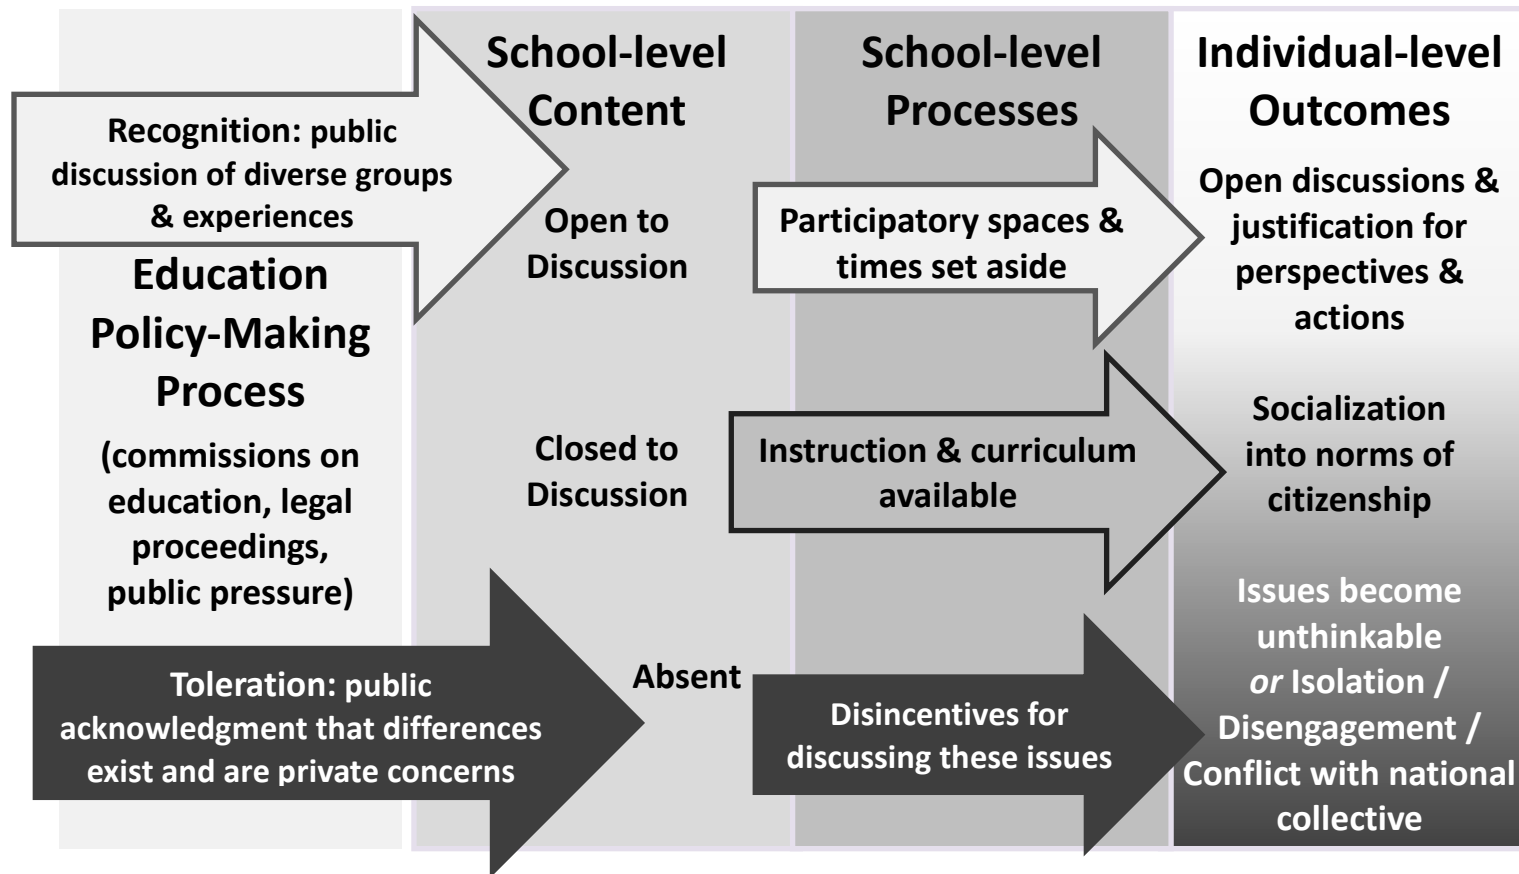 Recognition: public
discussion of diverse groups
& experiences
Education
Policy-Making
Process
(commissions on
education, legal
proceedings,
public pressure)
Toleration: public
acknowledgment that differences
exist and are private concerns
School-level
Content
Open to
Discussion
Closed to
Discussion
Absent
School-level
Processes
Participatory spaces &
times set aside
Instruction & curriculum
available
Disincentives for
discussing these issues
Individual-level
Outcomes
Open discussions &
justification for
perspectives &
actions
Socialization
into norms of
citizenship
Issues become
unthinkable
or Isolation /
Disengagement /
Conflict with national
collective